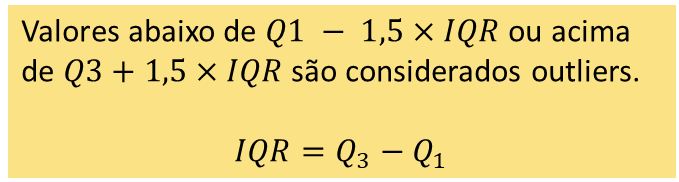 Valores abaixo de Q1 − 1,5 × IQR ou acima
de Q3 + 1,5 × IQR são considerados outliers.
IQR = Q₃ − Q₁